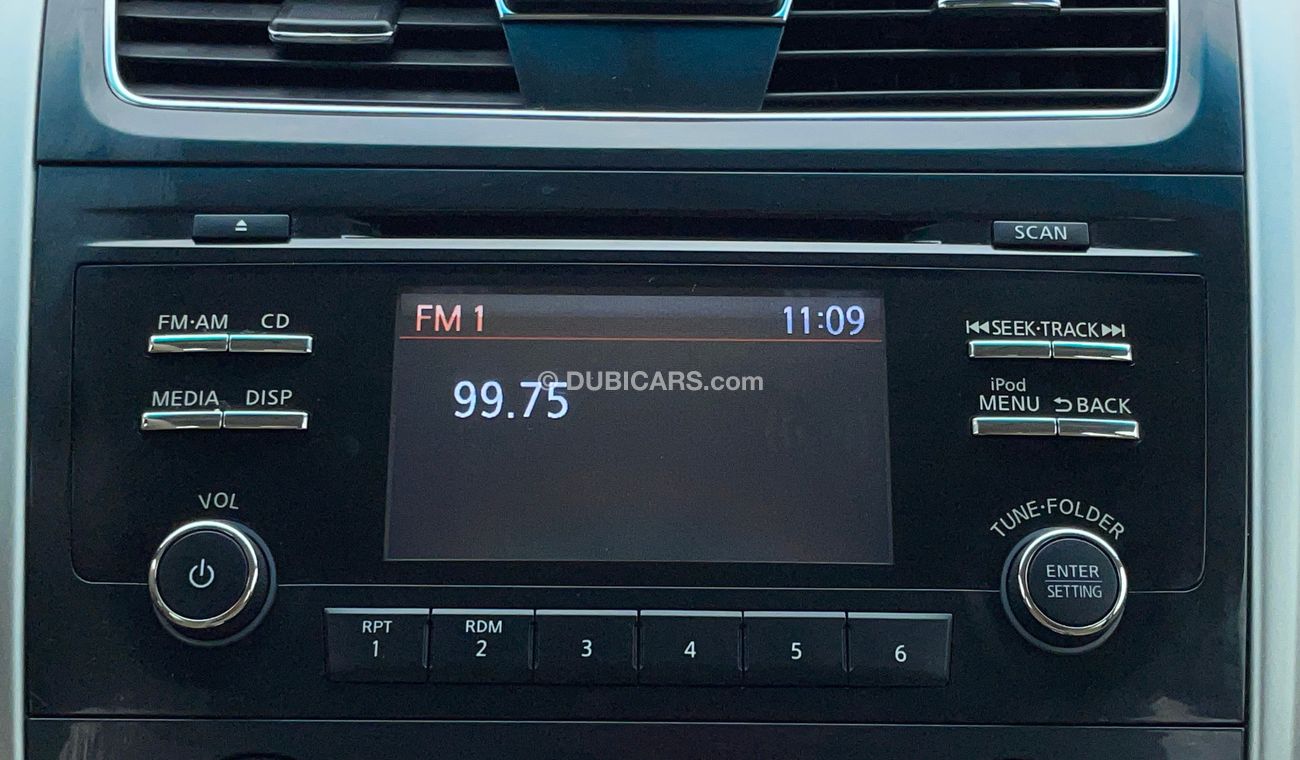 SCAN
FM 1 11:09
FM·AM CD
SEEK·TRACK
© DUBICARS.com
99.75
MEDIA DISP
iPod
MENU BACK
VOL
TUNE·FOLDER
ENTER
SETTING
RPT
1
RDM
2
3
4
5
6